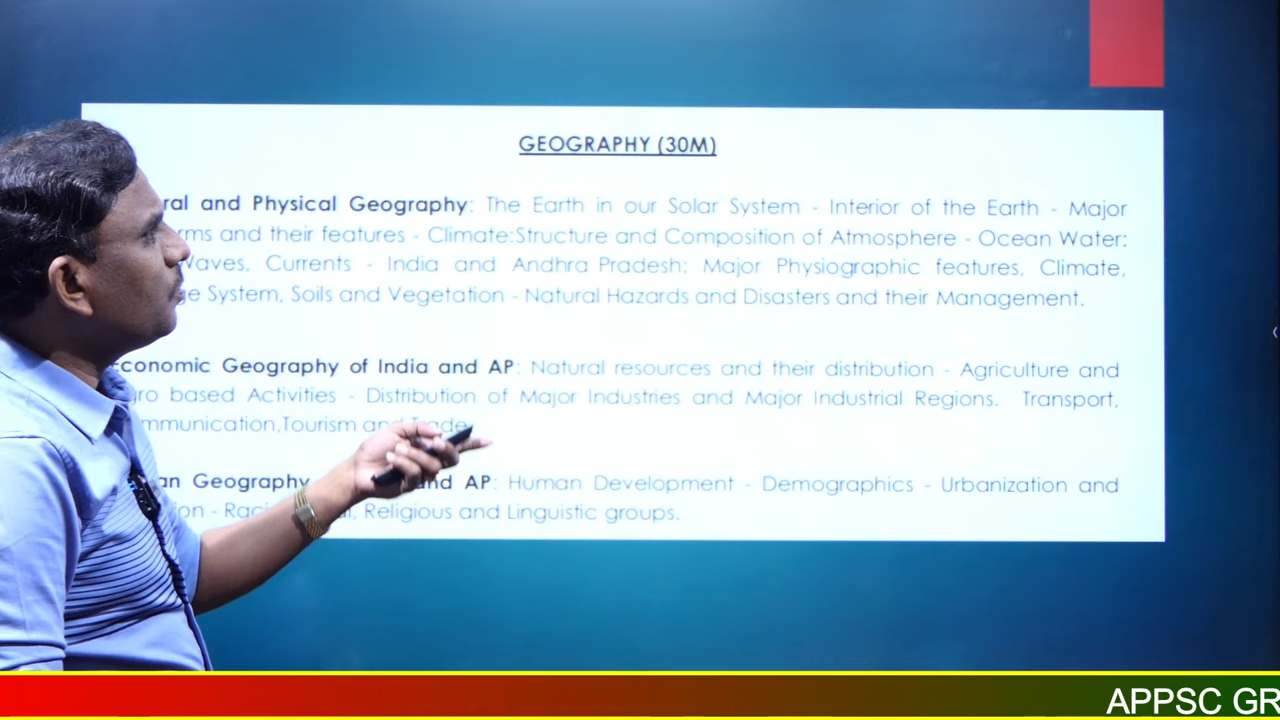 GEOGRAPHY (30M)
ral and Physical Geography: The Earth in our Solar System - Interior of the Earth - Major
rms and their features - Climate:Structure and Composition of Atmosphere - Ocean Water:
Waves, Currents - India and Andhra Pradesh: Major Physiographic features, Climate,
ge System, Soils and Vegetation - Natural Hazards and Disasters and their Management.
Economic Geography of India and AP: Natural resources and their distribution - Agriculture and
ro based Activities - Distribution of Major Industries and Major Industrial Regions. Transport,
mmunication,Tourism and Trade
an Geography and AP: Human Development - Demographics - Urbanization and
ion - Religious and Linguistic groups.
APPSC GR